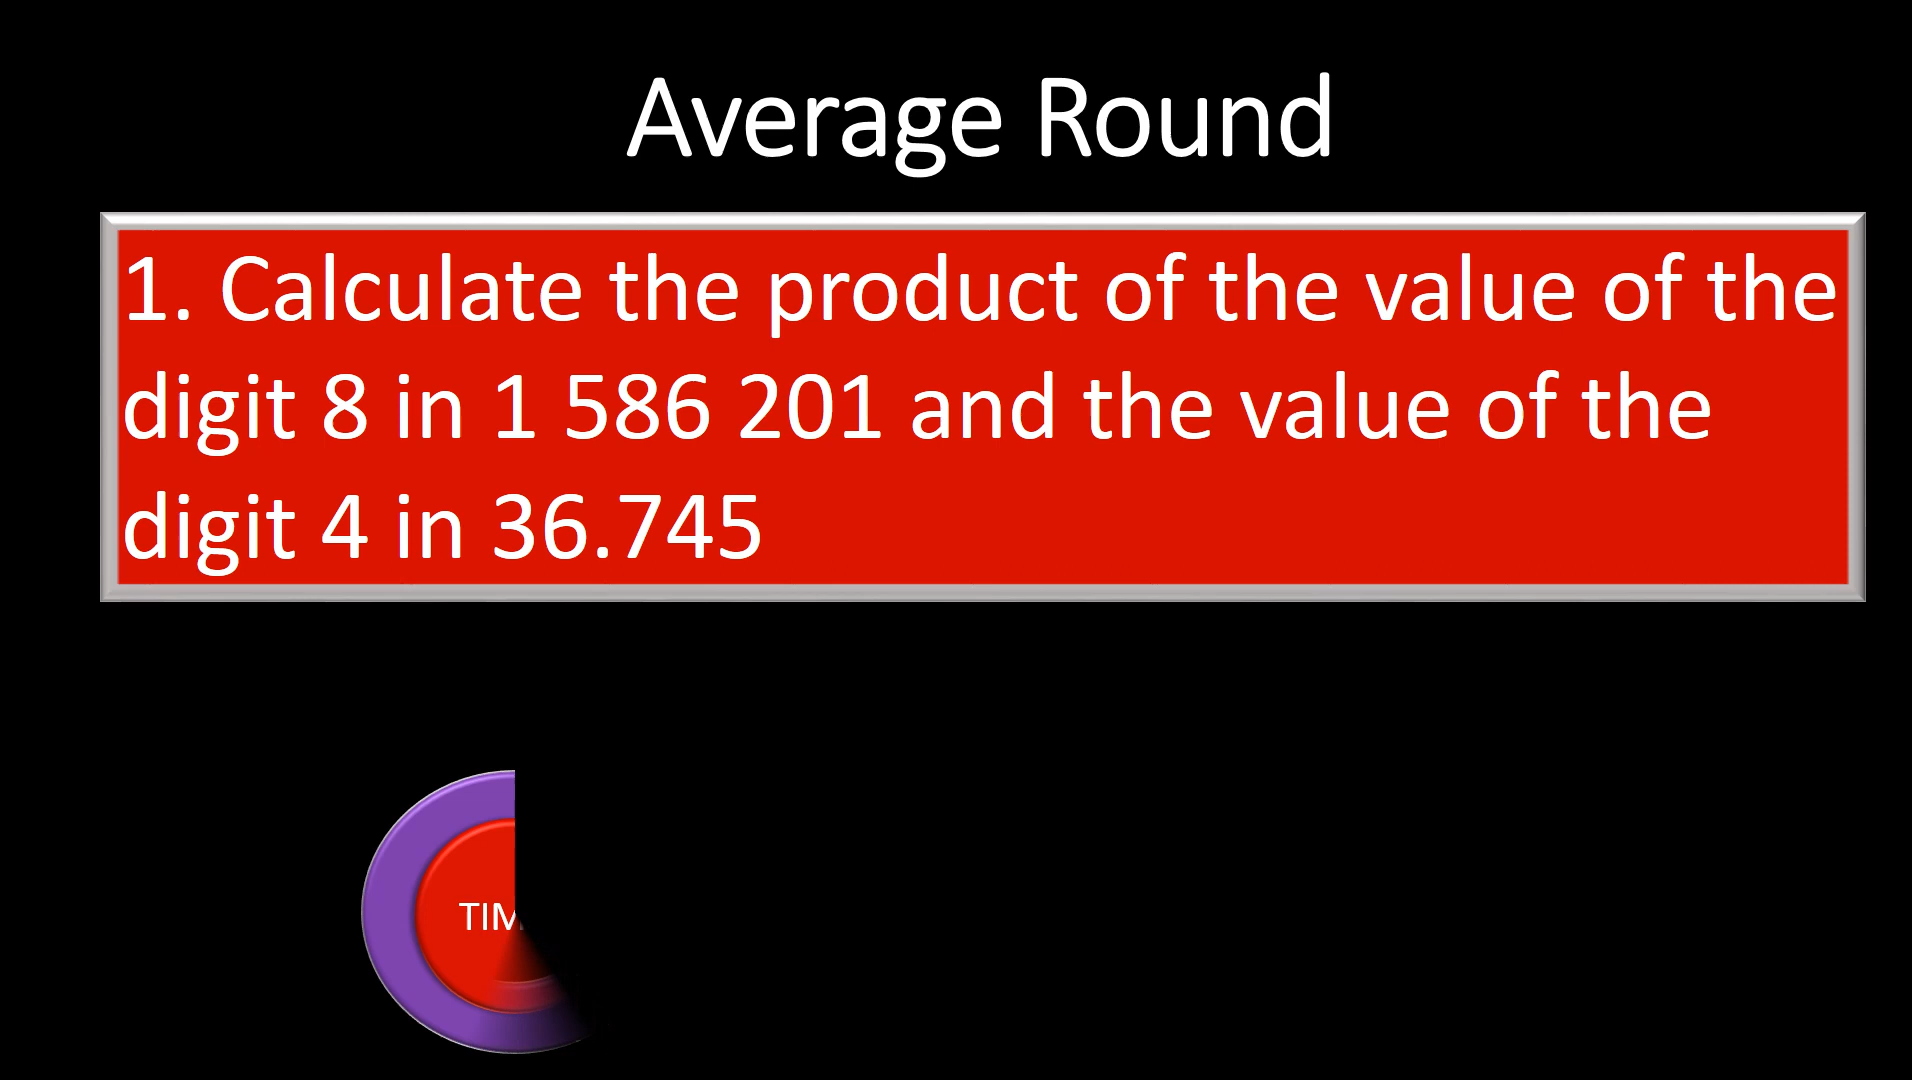 Average Round
1. Calculate the product of the value of the
digit 8 in 1 586 201 and the value of the
digit 4 in 36.745
TIM